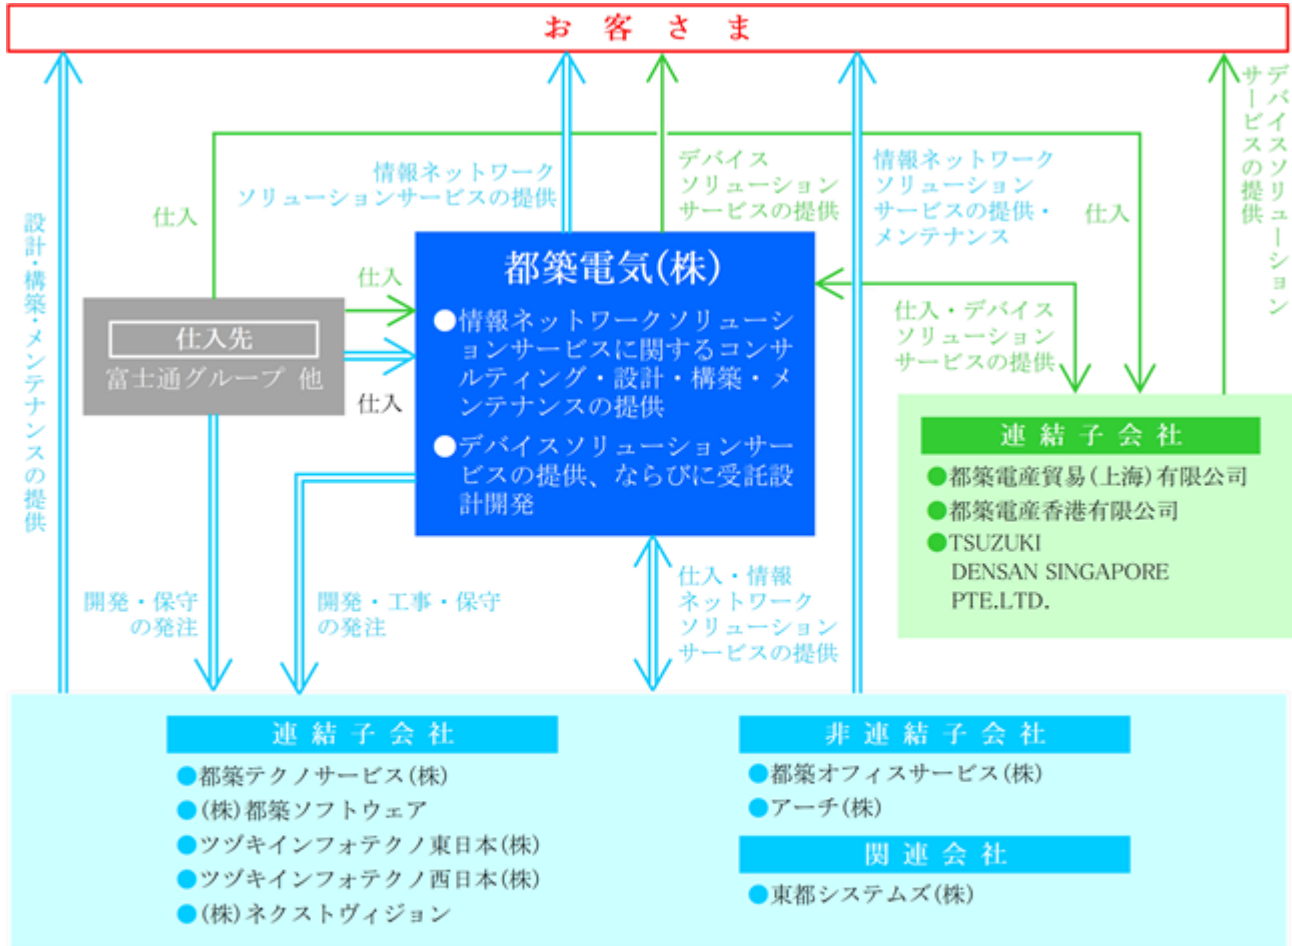 お客さま
デバイスソリューション
サービスの提供
情報ネットワーク
ソリューションサービスの提供
デバイス
ソリューション
サービスの提供
情報ネットワーク
ソリューション
サービスの提供・
メンテナンス
仕入
仕入
設計・構築・メンテナンスの提供
仕入先
富士通グループ 他
仕入
仕入
都築電気(株)
●情報ネットワークソリューシ
ョンサービスに関するコンサ
ルティング・設計・構築・メ
ンテナンスの提供
●デバイスソリューションサー
ビスの提供、ならびに受託設
計開発
仕入・デバイス
ソリューション
サービスの提供
連結子会社
●都築電産貿易(上海)有限公司
●都築電産香港有限公司
●TSUZUKI
DENSAN SINGAPORE
PTE.LTD.
開発・保守
の発注
開発・工事・保守
の発注
仕入・情報
ネットワーク
ソリューション
サービスの提供
連結子会社
●都築テクノサービス(株)
●(株)都築ソフトウェア
●ツヅキインフォテクノ東日本(株)
●ツヅキインフォテクノ西日本(株)
●(株)ネクストヴィジョン
非連結子会社
●都築オフィスサービス(株)
●アーチ(株)
関連会社
●東都システムズ(株)